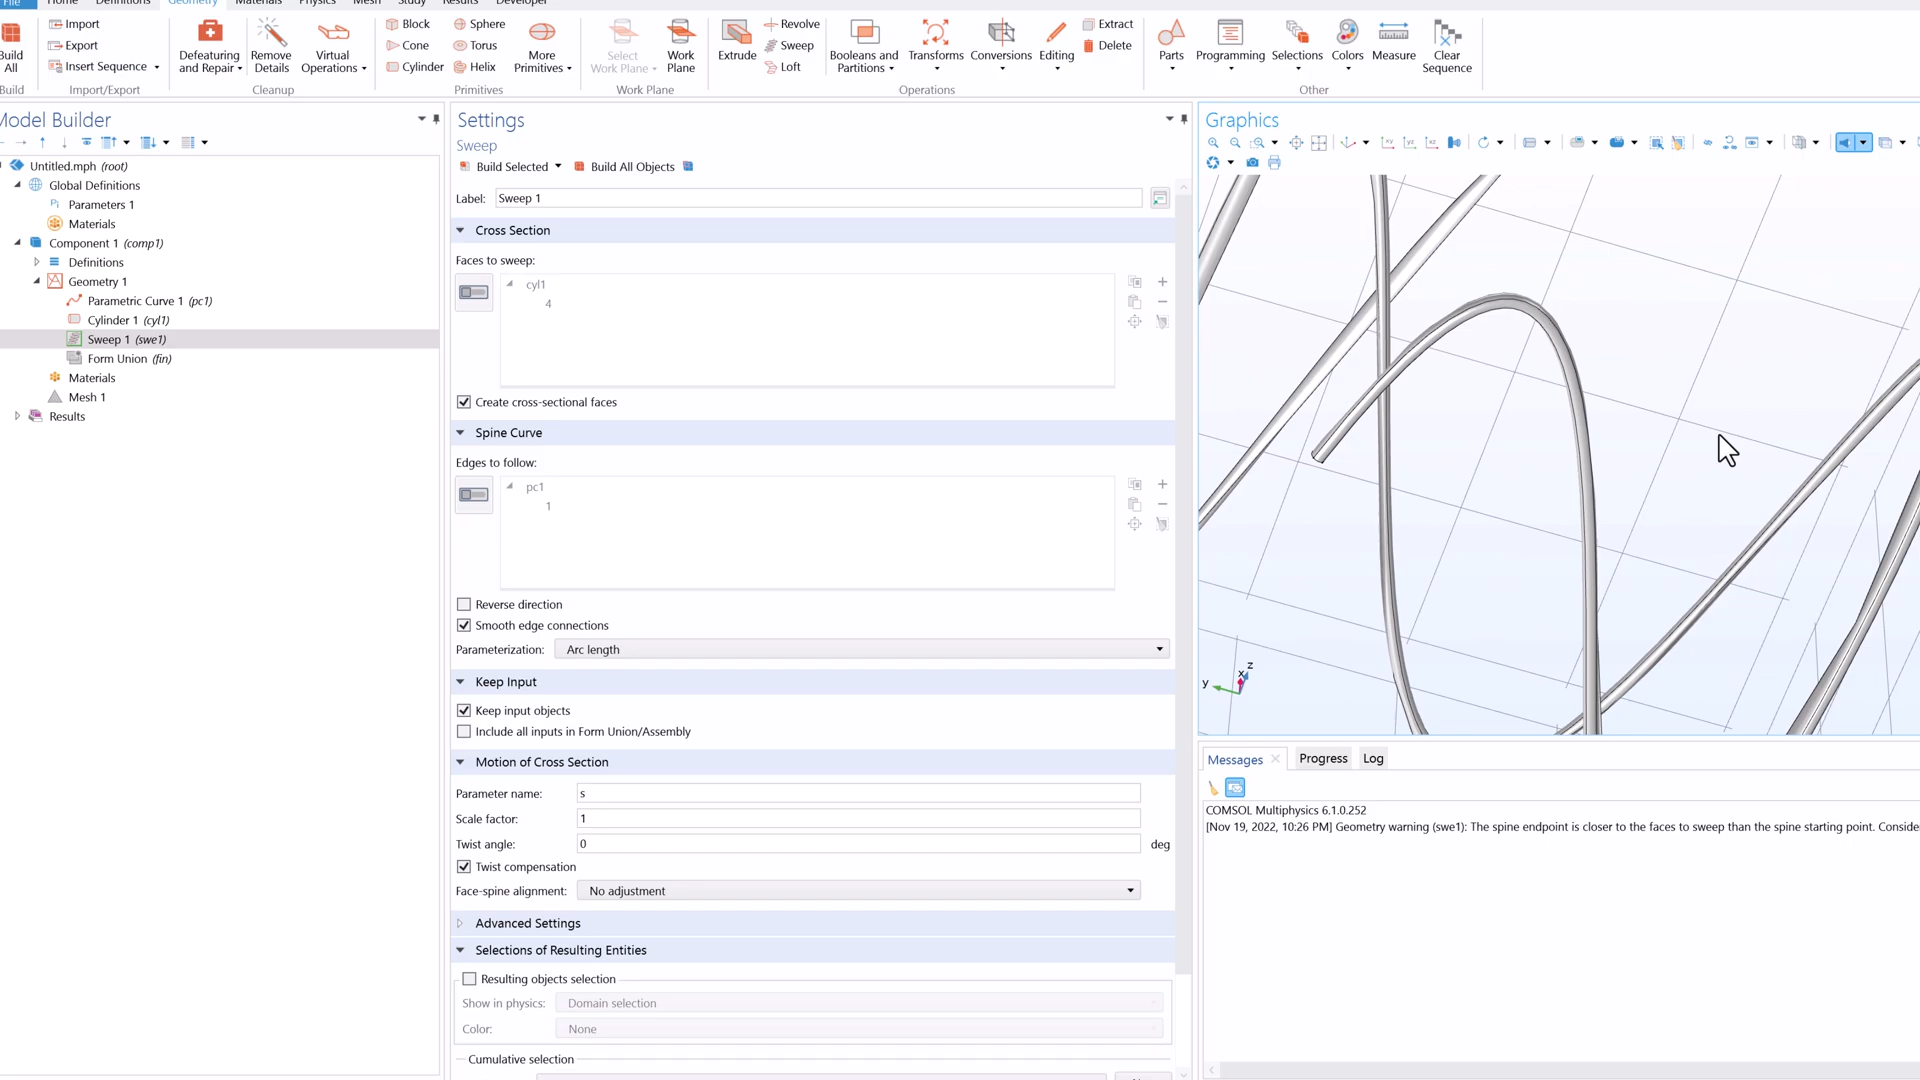 File Home Definitions Geometry Materials Physics Mesh Study Results Developer
Build All
Import
Export
Insert Sequence
Defeaturing and Repair
Remove Details
Virtual Operations
Block
Cone
Cylinder
Sphere
Torus
Helix
More Primitives
Select Work Plane
Work Plane
Extrude
Revolve
Sweep
Loft
Booleans and Partitions
Transforms
Conversions
Editing
Extract
Delete
Parts
Programming
Selections
Colors
Measure
Clear Sequence
Build Import/Export Cleanup Primitives Work Plane Operations Other
Model Builder
Untitled.mph (root)
Global Definitions
Parameters 1
Materials
Component 1 (comp1)
Definitions
Geometry 1
Parametric Curve 1 (pc1)
Cylinder 1 (cyl1)
Sweep 1 (swe1)
Form Union (fin)
Materials
Mesh 1
Results
Settings
Sweep
Build Selected Build All Objects
Label: Sweep 1
Cross Section
Faces to sweep:
cyl1
4
Create cross-sectional faces
Spine Curve
Edges to follow:
pc1
1
Reverse direction
Smooth edge connections
Parameterization: Arc length
Keep Input
Keep input objects
Include all inputs in Form Union/Assembly
Motion of Cross Section
Parameter name: s
Scale factor: 1
Twist angle: 0 deg
Twist compensation
Face-spine alignment: No adjustment
Advanced Settings
Selections of Resulting Entities
Resulting objects selection
Show in physics: Domain selection
Color: None
Cumulative selection
Graphics
y x z
Messages Progress Log
COMSOL Multiphysics 6.1.0.252
[Nov 19, 2022, 10:26 PM] Geometry warning (swe1): The spine endpoint is closer to the faces to sweep than the spine starting point. Conside